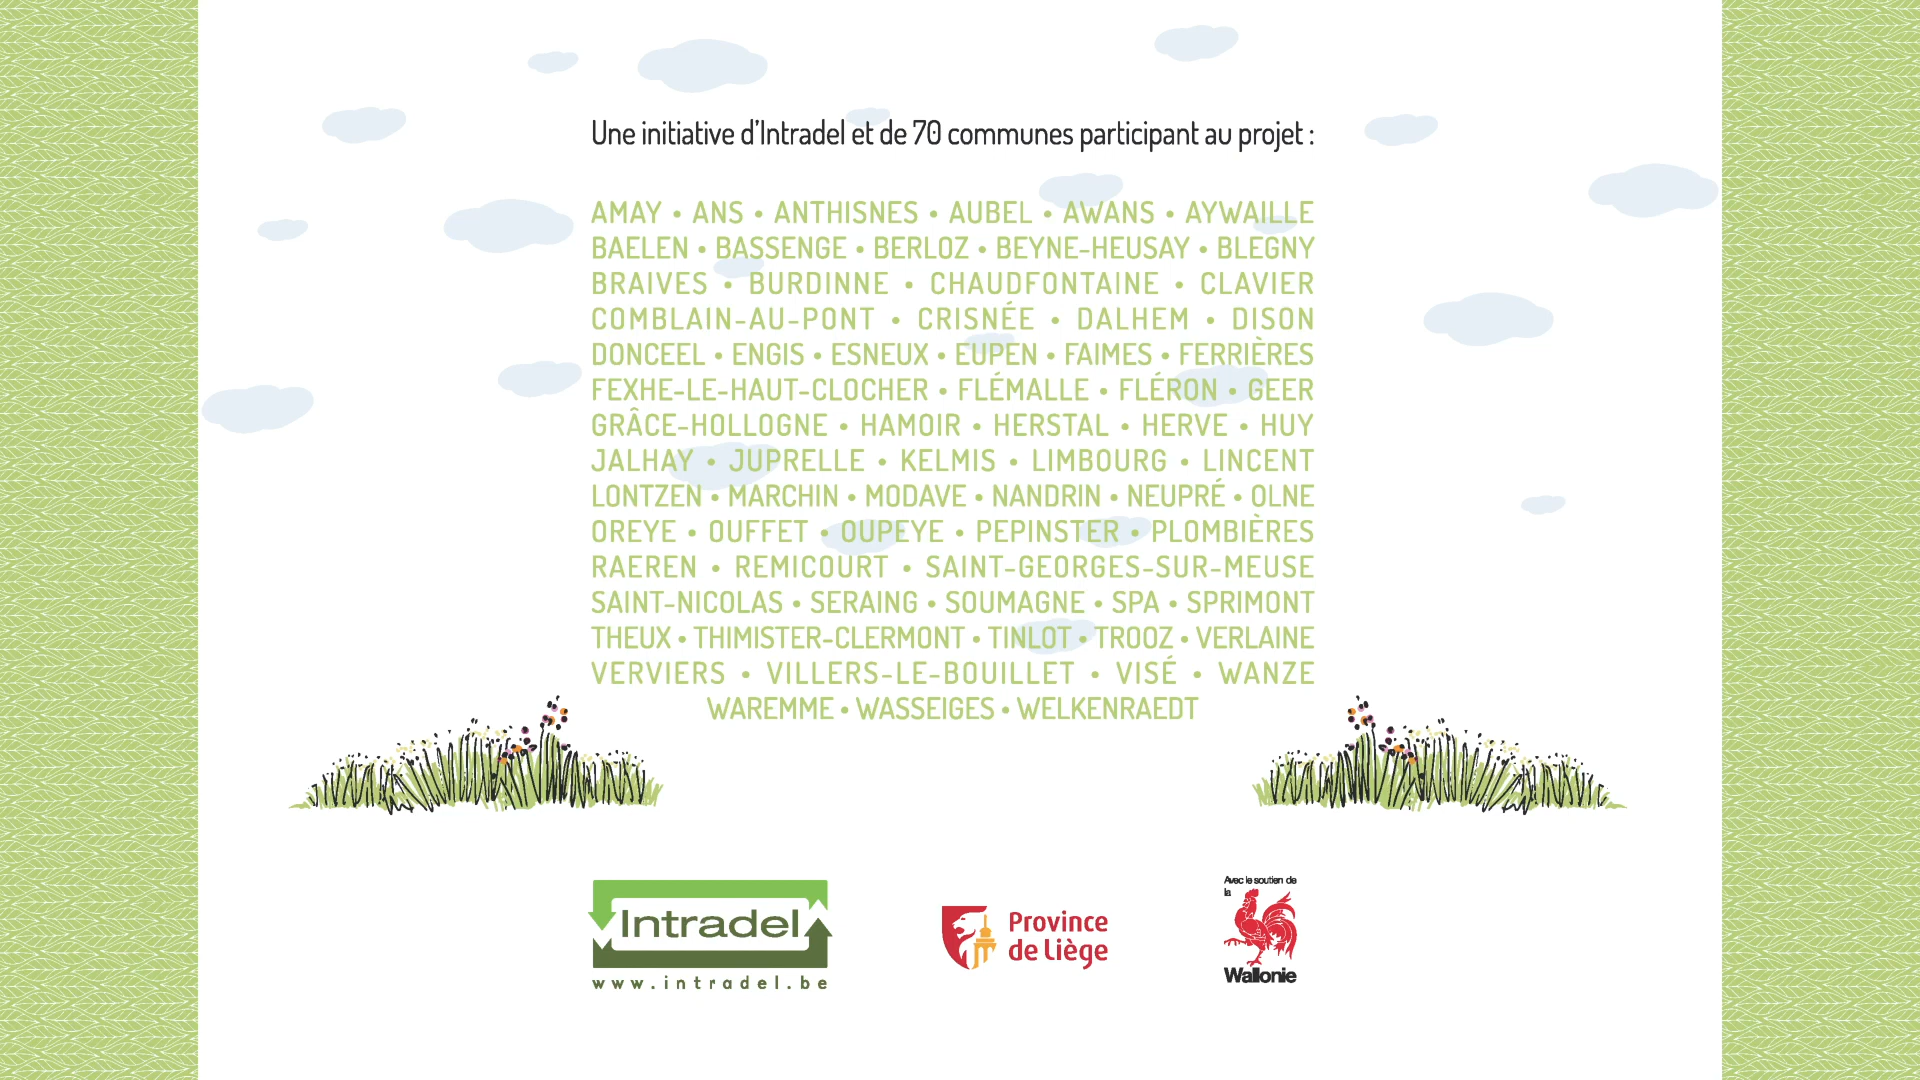 Une initiative d'Intradel et de 70 communes participant au projet :
AMAY • ANS • ANTHISNES • AUBEL • AWANS • AYWAILLE
BAELEN • BASSENGE • BERLOZ • BEYNE-HEUSAY • BLEGNY
BRAIVES • BURDINNE • CHAUDFONTAINE • CLAVIER
COMBLAIN-AU-PONT • CRISNÉE • DALHEM • DISON
DONCEEL • ENGIS • ESNEUX • EUPEN • FAIMES • FERRIÈRES
FEXHE-LE-HAUT-CLOCHER • FLÉMALLE • FLÉRON • GEER
GRÂCE-HOLLOGNE • HAMOIR • HERSTAL • HERVE • HUY
JALHAY • JUPRELLE • KELMIS • LIMBOURG • LINCENT
LONTZEN • MARCHIN • MODAVE • NANDRIN • NEUPRÉ • OLNE
OREYE • OUFFET • OUPEYE • PEPINSTER • PLOMBIÈRES
RAEREN • REMICOURT • SAINT-GEORGES-SUR-MEUSE
SAINT-NICOLAS • SERAING • SOUMAGNE • SPA • SPRIMONT
THEUX • THIMISTER-CLERMONT • TINLOT • TROOZ • VERLAINE
VERVIERS • VILLERS-LE-BOUILLET • VISÉ • WANZE
WAREMME • WASSEIGES • WELKENRAEDT
Intradel
www.intradel.be
Province
de Liège
Avec le soutien de
la
Wallonie